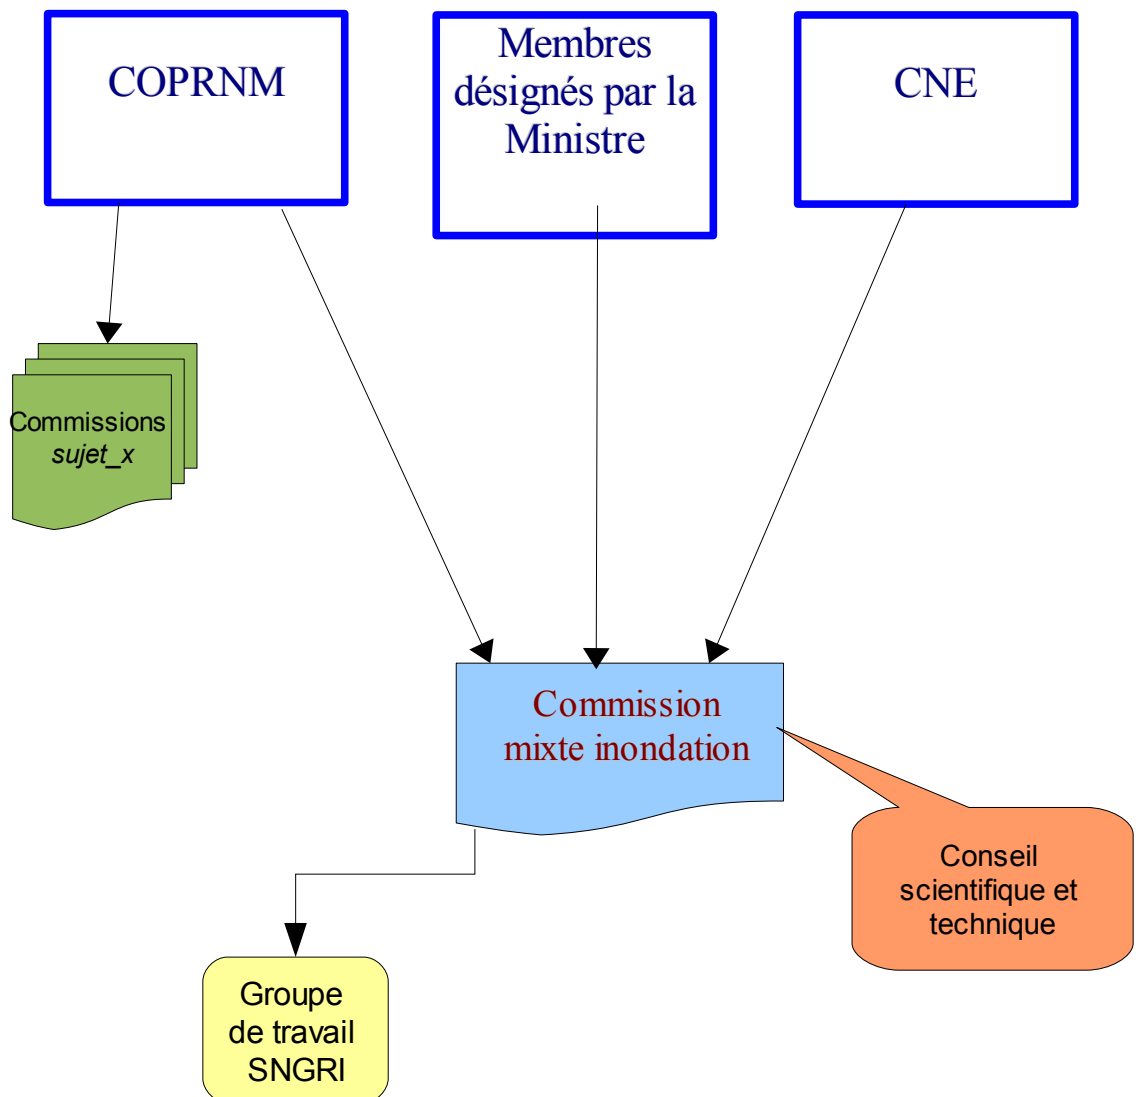 COPRNM
Membres
désignés par la
Ministre
CNE
Commissions
sujet_x
Commission
mixte inondation
Conseil
scientifique et
technique
Groupe
de travail
SNGRI